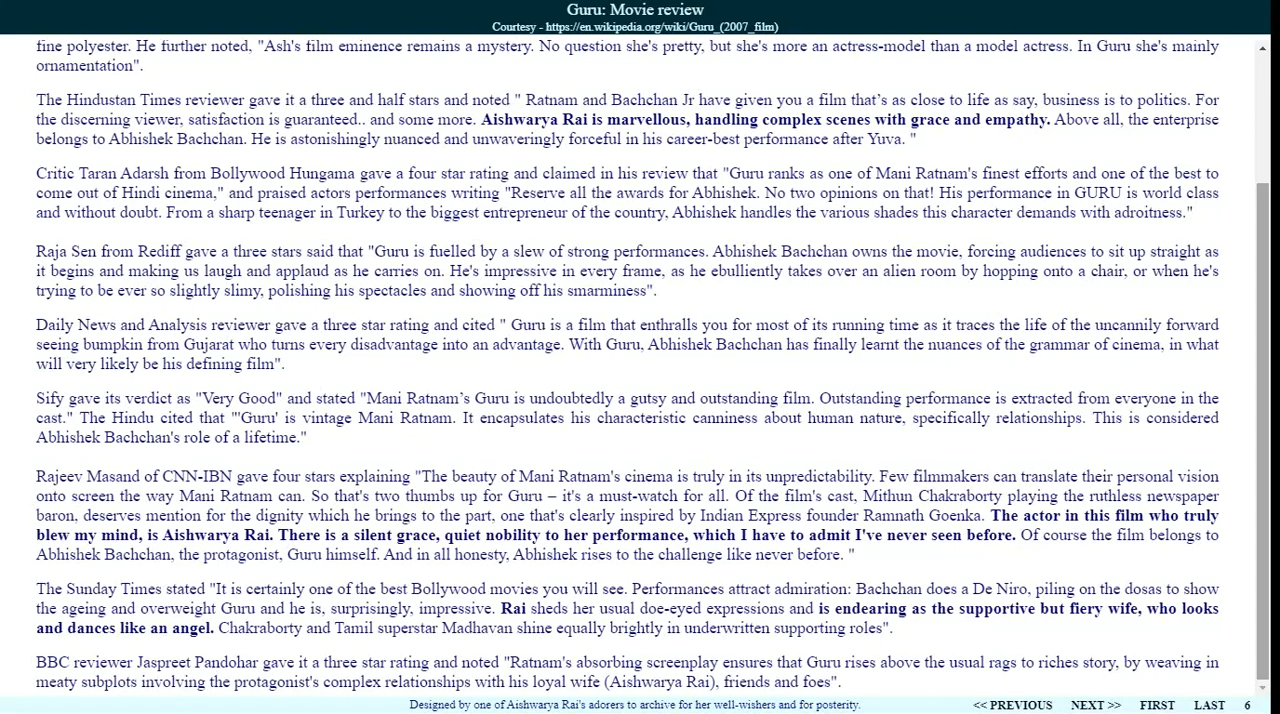 Guru: Movie review
Courtesy - https://en.wikipedia.org/wiki/Guru_(2007_film)
fine polyester. He further noted, "Ash's film eminence remains a mystery. No question she's pretty, but she's more an actress-model than a model actress. In Guru she's mainly
ornamentation".
The Hindustan Times reviewer gave it a three and half stars and noted " Ratnam and Bachchan Jr have given you a film that’s as close to life as say, business is to politics. For
the discerning viewer, satisfaction is guaranteed.. and some more. Aishwarya Rai is marvellous, handling complex scenes with grace and empathy. Above all, the enterprise
belongs to Abhishek Bachchan. He is astonishingly nuanced and unwaveringly forceful in his career-best performance after Yuva. "
Critic Taran Adarsh from Bollywood Hungama gave a four star rating and claimed in his review that "Guru ranks as one of Mani Ratnam's finest efforts and one of the best to
come out of Hindi cinema," and praised actors performances writing "Reserve all the awards for Abhishek. No two opinions on that! His performance in GURU is world class
and without doubt. From a sharp teenager in Turkey to the biggest entrepreneur of the country, Abhishek handles the various shades this character demands with adroitness."
Raja Sen from Rediff gave a three stars said that "Guru is fuelled by a slew of strong performances. Abhishek Bachchan owns the movie, forcing audiences to sit up straight as
it begins and making us laugh and applaud as he carries on. He's impressive in every frame, as he ebulliently takes over an alien room by hopping onto a chair, or when he's
trying to be ever so slightly slimy, polishing his spectacles and showing off his smarminess".
Daily News and Analysis reviewer gave a three star rating and cited " Guru is a film that enthralls you for most of its running time as it traces the life of the uncannily forward
seeing bumpkin from Gujarat who turns every disadvantage into an advantage. With Guru, Abhishek Bachchan has finally learnt the nuances of the grammar of cinema, in what
will very likely be his defining film".
Sify gave its verdict as "Very Good" and stated "Mani Ratnam’s Guru is undoubtedly a gutsy and outstanding film. Outstanding performance is extracted from everyone in the
cast." The Hindu cited that "'Guru' is vintage Mani Ratnam. It encapsulates his characteristic canniness about human nature, specifically relationships. This is considered
Abhishek Bachchan's role of a lifetime."
Rajeev Masand of CNN-IBN gave four stars explaining "The beauty of Mani Ratnam's cinema is truly in its unpredictability. Few filmmakers can translate their personal vision
onto screen the way Mani Ratnam can. So that's two thumbs up for Guru – it's a must-watch for all. Of the film's cast, Mithun Chakraborty playing the ruthless newspaper
baron, deserves mention for the dignity which he brings to the part, one that's clearly inspired by Indian Express founder Ramnath Goenka. The actor in this film who truly
blew my mind, is Aishwarya Rai. There is a silent grace, quiet nobility to her performance, which I have to admit I've never seen before. Of course the film belongs to
Abhishek Bachchan, the protagonist, Guru himself. And in all honesty, Abhishek rises to the challenge like never before. "
The Sunday Times stated "It is certainly one of the best Bollywood movies you will see. Performances attract admiration: Bachchan does a De Niro, piling on the dosas to show
the ageing and overweight Guru and he is, surprisingly, impressive. Rai sheds her usual doe-eyed expressions and is endearing as the supportive but fiery wife, who looks
and dances like an angel. Chakraborty and Tamil superstar Madhavan shine equally brightly in underwritten supporting roles".
BBC reviewer Jaspreet Pandohar gave it a three star rating and noted "Ratnam's absorbing screenplay ensures that Guru rises above the usual rags to riches story, by weaving in
meaty subplots involving the protagonist's complex relationships with his loyal wife (Aishwarya Rai), friends and foes".
Designed by one of Aishwarya Rai's adorers to archive for her well-wishers and for posterity. << PREVIOUS NEXT >> FIRST LAST 6